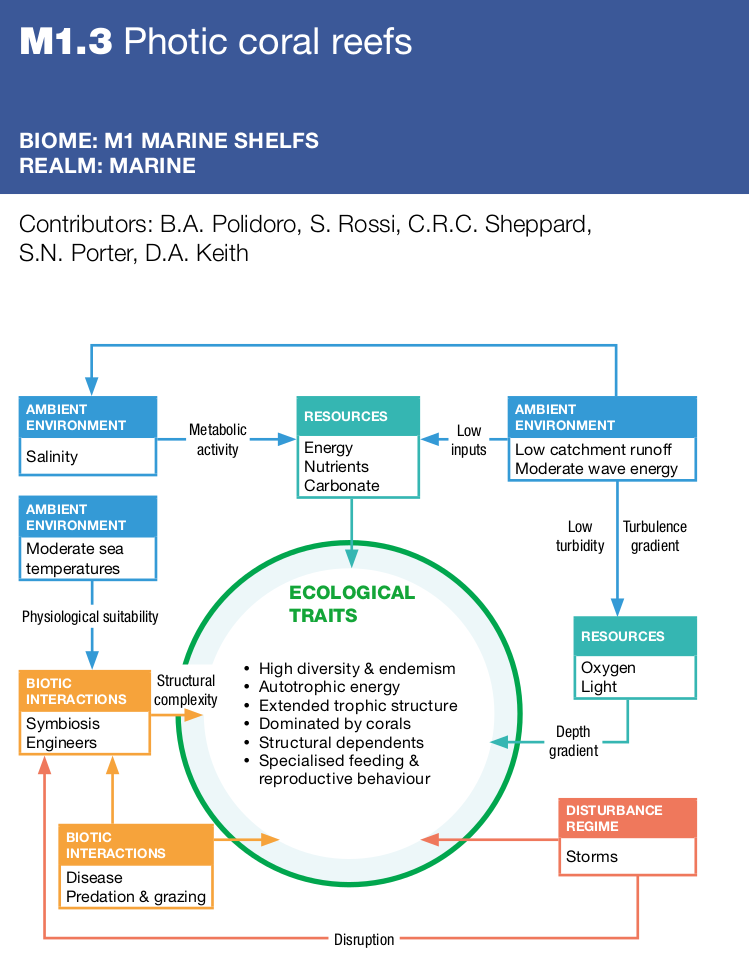 M1.3 Photic coral reefs
BIOME: M1 MARINE SHELFS
REALM: MARINE
Contributors: B.A. Polidoro, S. Rossi, C.R.C. Sheppard,
S.N. Porter, D.A. Keith
AMBIENT
ENVIRONMENT
Salinity
Metabolic
activity
RESOURCES
Energy
Nutrients
Carbonate
Low
inputs
AMBIENT
ENVIRONMENT
Low catchment runoff
Moderate wave energy
AMBIENT
ENVIRONMENT
Moderate sea
temperatures
Low
turbidity
Turbulence
gradient
Physiological suitability
ECOLOGICAL
TRAITS
• High diversity & endemism
• Autotrophic energy
• Extended trophic structure
• Dominated by corals
• Structural dependents
• Specialised feeding &
reproductive behaviour
RESOURCES
Oxygen
Light
BIOTIC
INTERACTIONS
Symbiosis
Engineers
Structural
complexity
Depth
gradient
BIOTIC
INTERACTIONS
Disease
Predation & grazing
DISTURBANCE
REGIME
Storms
Disruption